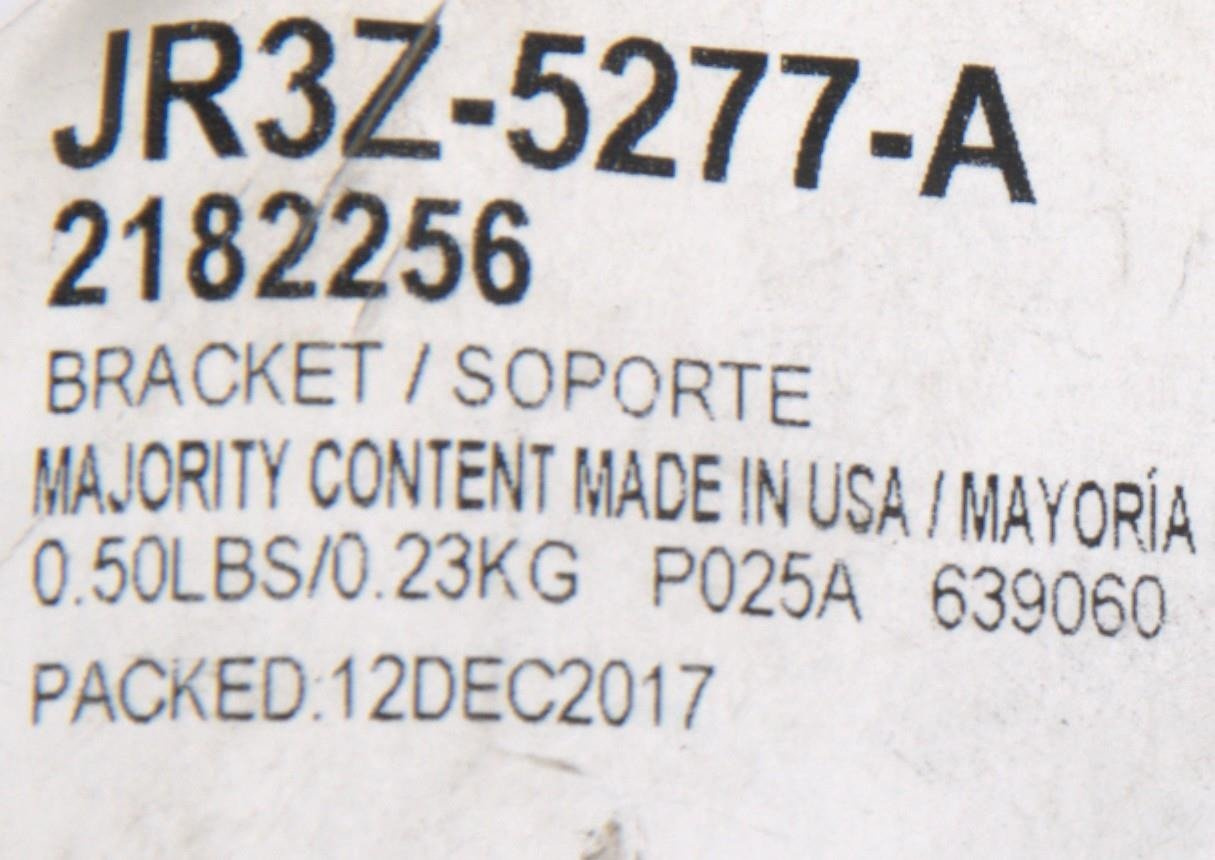 JR3Z-5277-A
2182256
BRACKET / SOPORTE
MAJORITY CONTENT MADE IN USA / MAYORÍA
0.50LBS/0.23KG P025A 639060
PACKED:12DEC2017